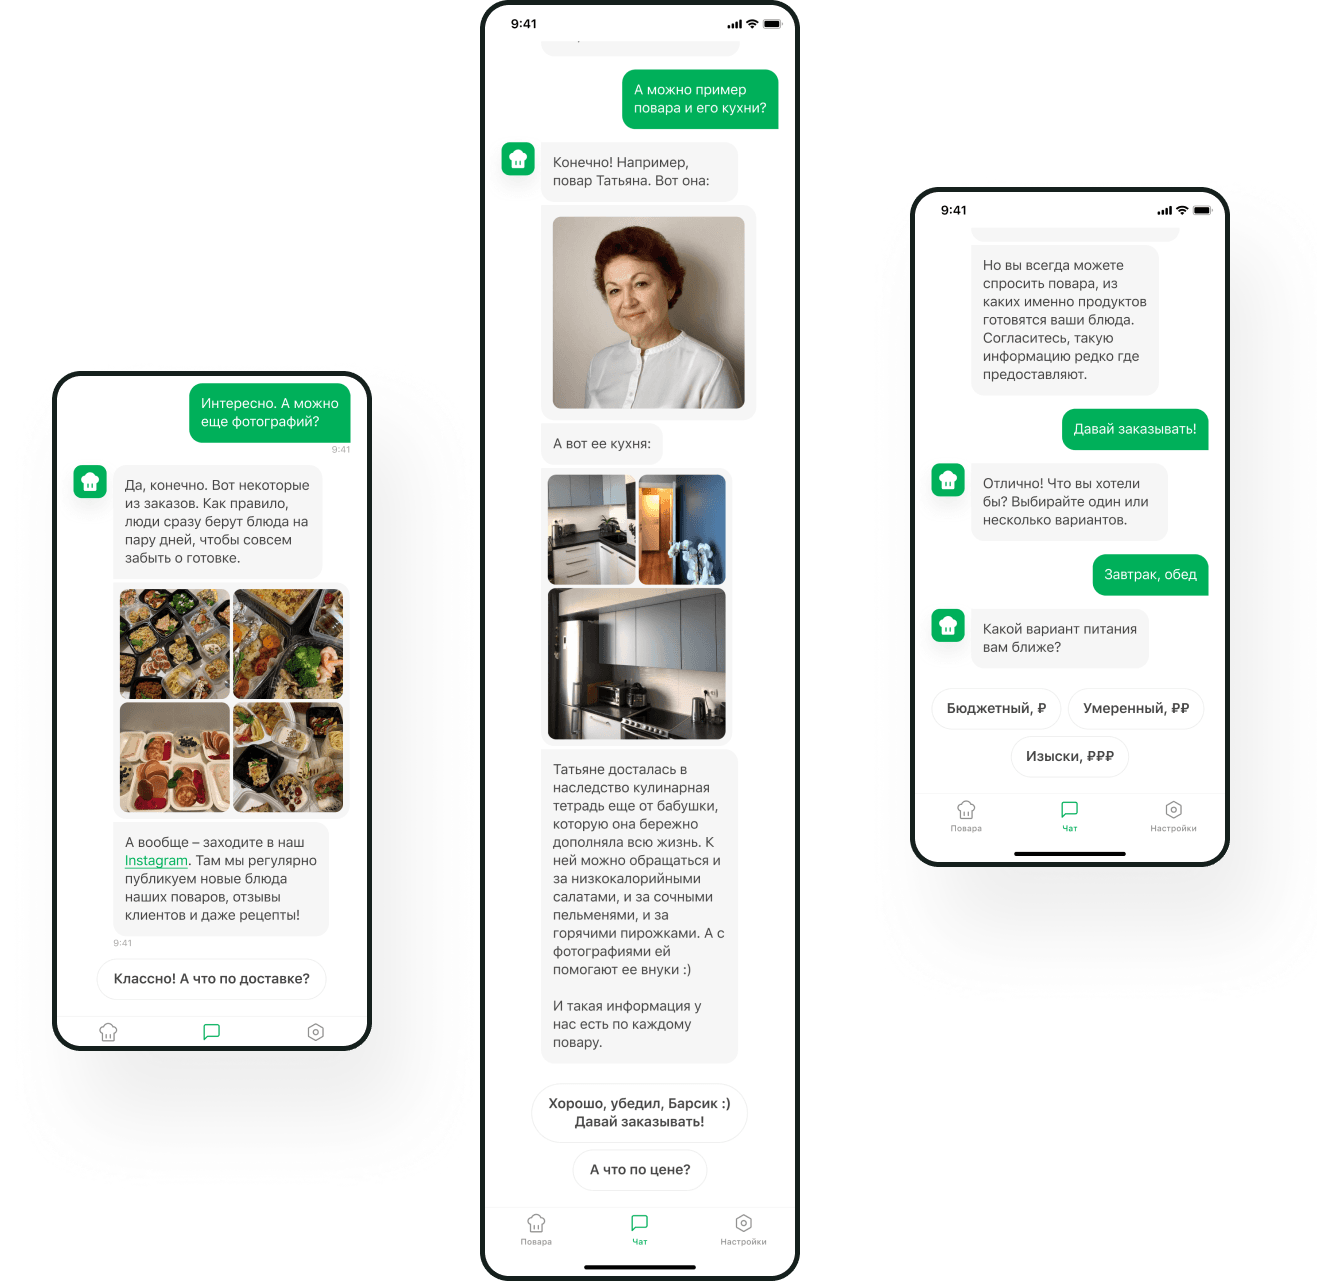 Интересно. А можно
еще фотографий?
9:41
Да, конечно. Вот некоторые
из заказов. Как правило,
люди сразу берут блюда на
пару дней, чтобы совсем
забыть о готовке.
А вообще – заходите в наш
Instagram. Там мы регулярно
публикуем новые блюда
наших поваров, отзывы
клиентов и даже рецепты!
9:41
Классно! А что по доставке?
9:41
А можно пример
повара и его кухни?
Конечно! Например,
повар Татьяна. Вот она:
А вот ее кухня:
Татьяне досталась в
наследство кулинарная
тетрадь еще от бабушки,
которую она бережно
дополняла всю жизнь. К
ней можно обращаться и
за низкокалорийными
салатами, и за сочными
пельменями, и за
горячими пирожками. А с
фотографиями ей
помогают ее внуки :)
И такая информация у
нас есть по каждому
повару.
Хорошо, убедил, Барсик :)
Давай заказывать!
А что по цене?
Повара
Чат
Настройки
9:41
Но вы всегда можете
спросить повара, из
каких именно продуктов
готовятся ваши блюда.
Согласитесь, такую
информацию редко где
предоставляют.
Давай заказывать!
Отлично! Что вы хотели
бы? Выбирайте один или
несколько вариантов.
Завтрак, обед
Какой вариант питания
вам ближе?
Бюджетный, ₽
Умеренный, ₽₽
Изыски, ₽₽₽
Повара
Чат
Настройки